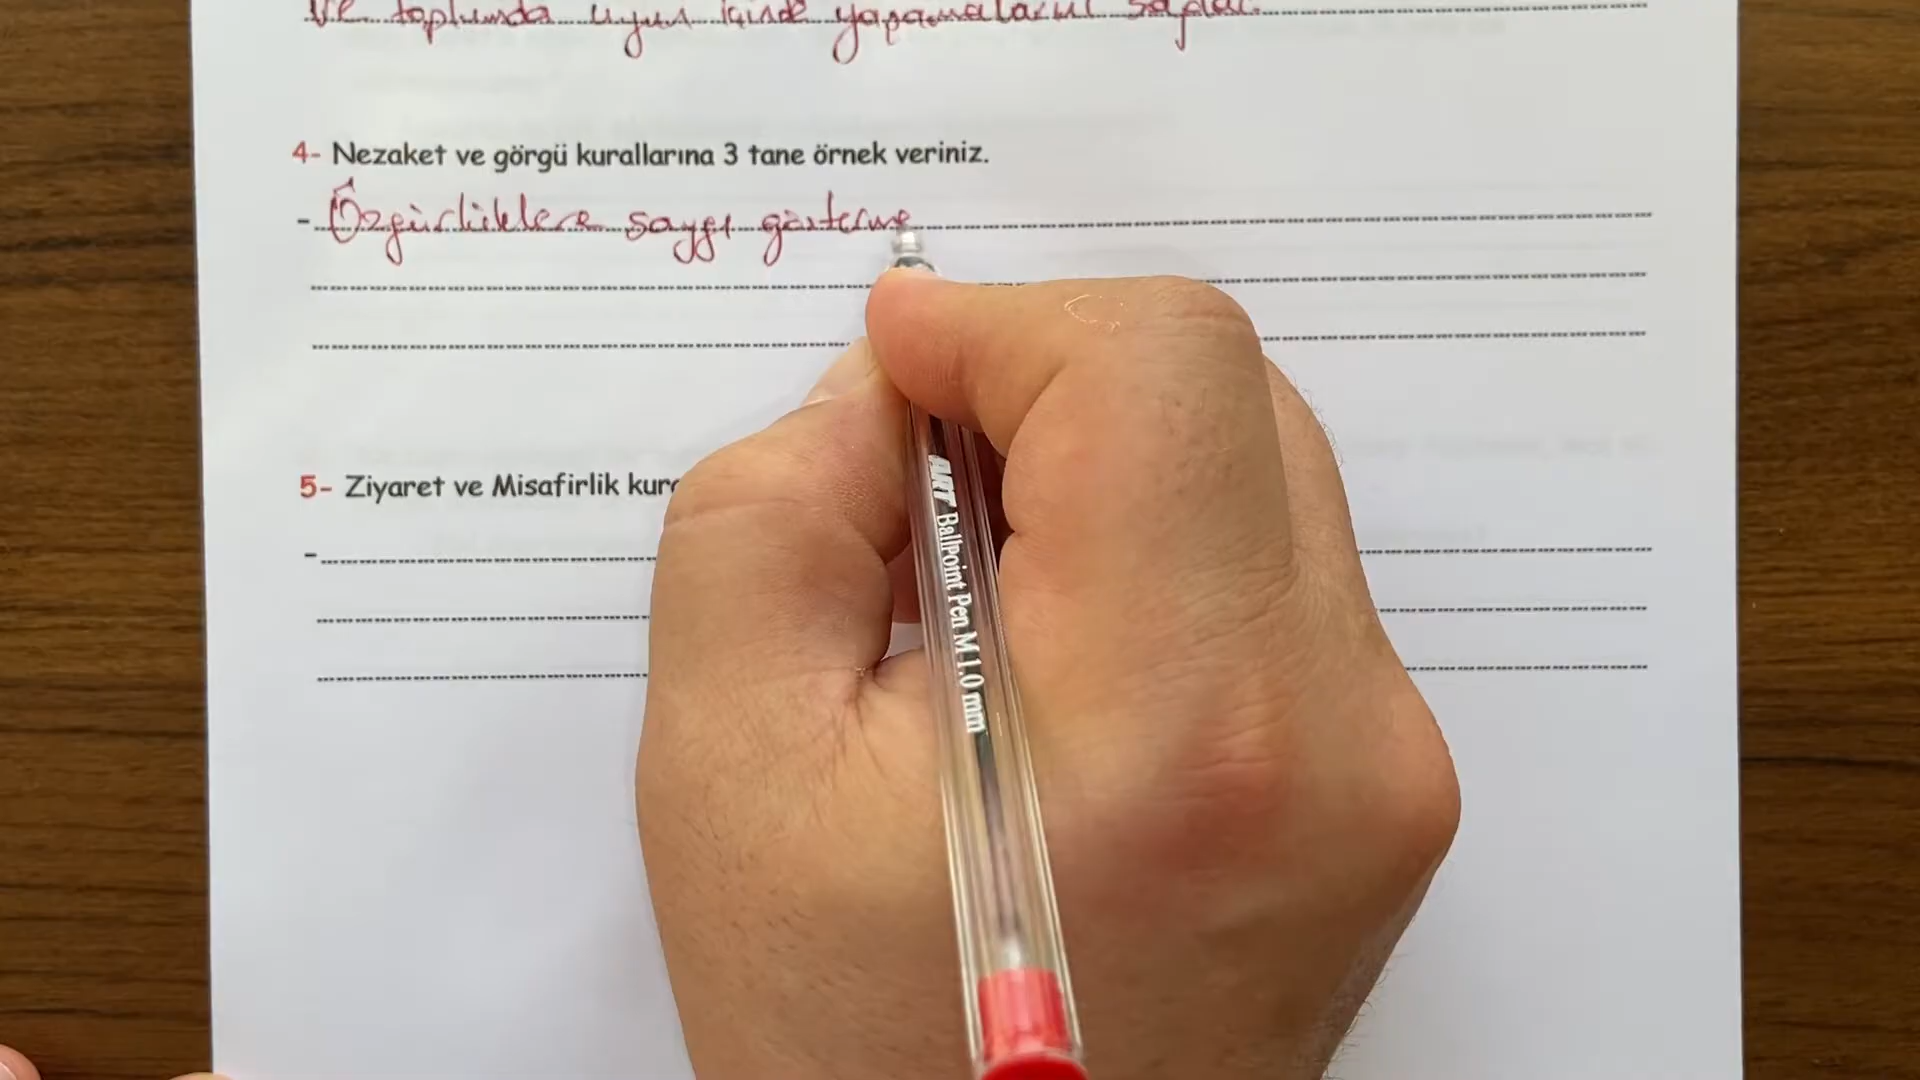 ve toplumda uyum içinde yaşamalarını sağlar.
4- Nezaket ve görgü kurallarına 3 tane örnek veriniz.
- Özgürlüklere saygı gösterme
5- Ziyaret ve Misafirlik
-
ART BallPoint Pen M 1.0 mm